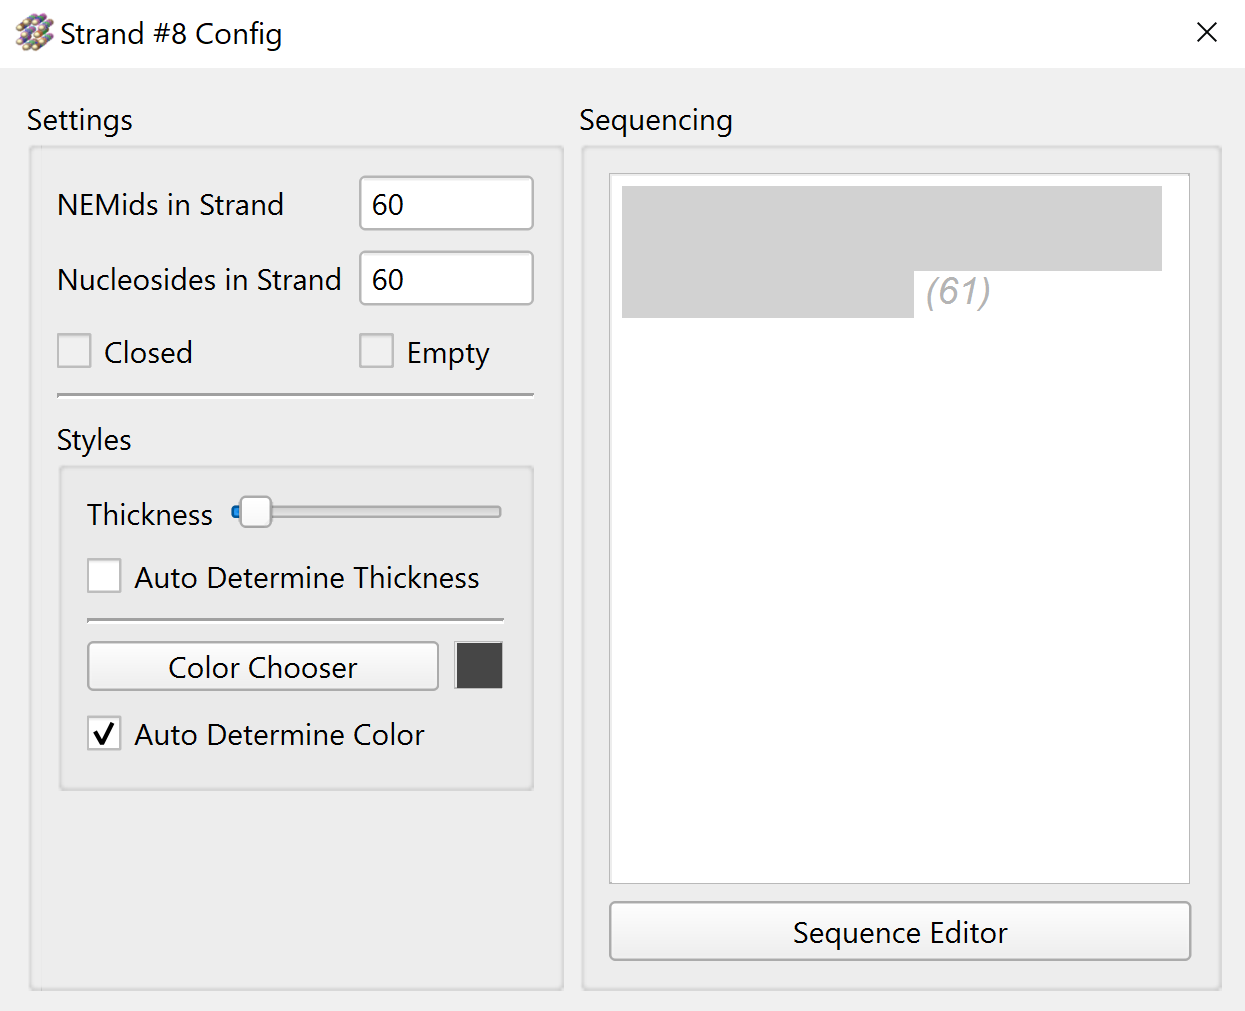 Strand #8 Config
Settings
NEMids in Strand 60
Nucleosides in Strand 60
Closed Empty
Styles
Thickness
Auto Determine Thickness
Color Chooser
Auto Determine Color
Sequencing
(61)
Sequence Editor